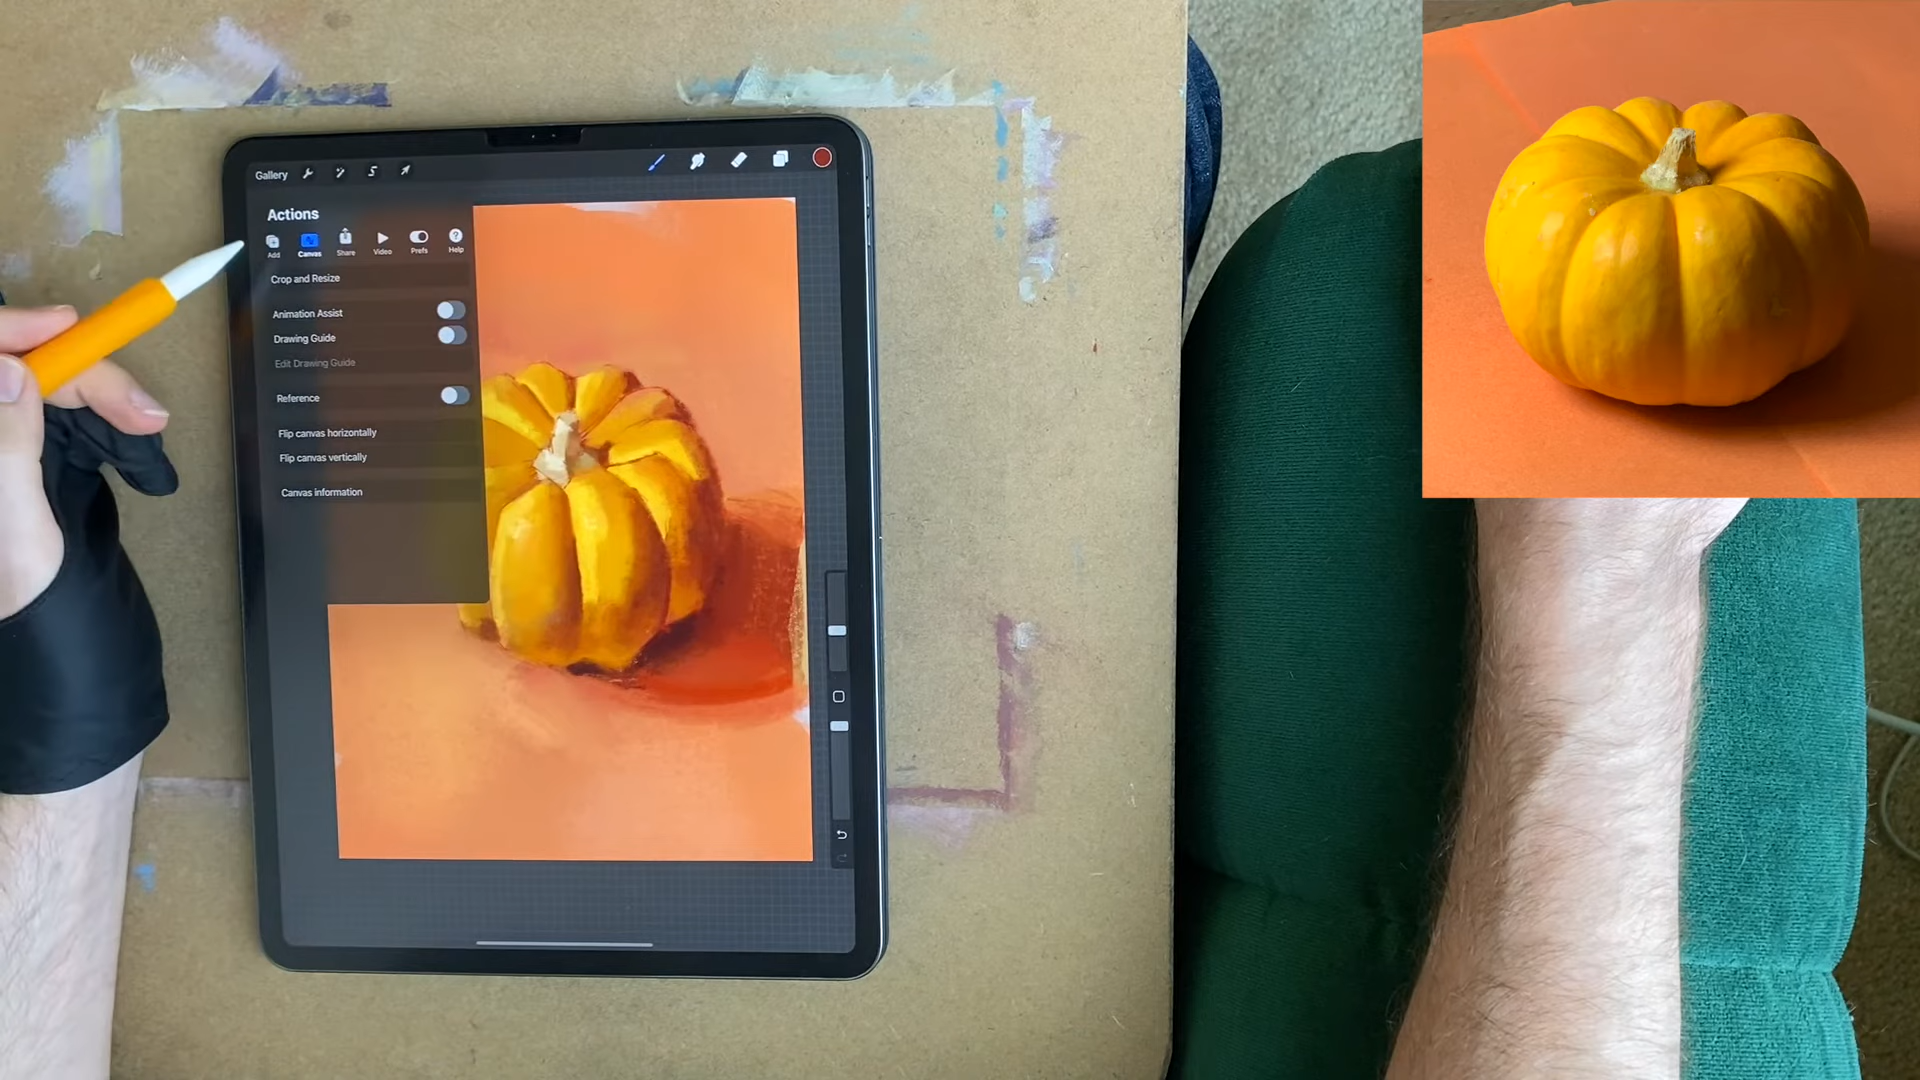 Gallery
Actions
Add Canvas Share Video Prefs Help
Crop and Resize
Animation Assist
Drawing Guide
Edit Drawing Guide
Reference
Flip canvas horizontally
Flip canvas vertically
Canvas information